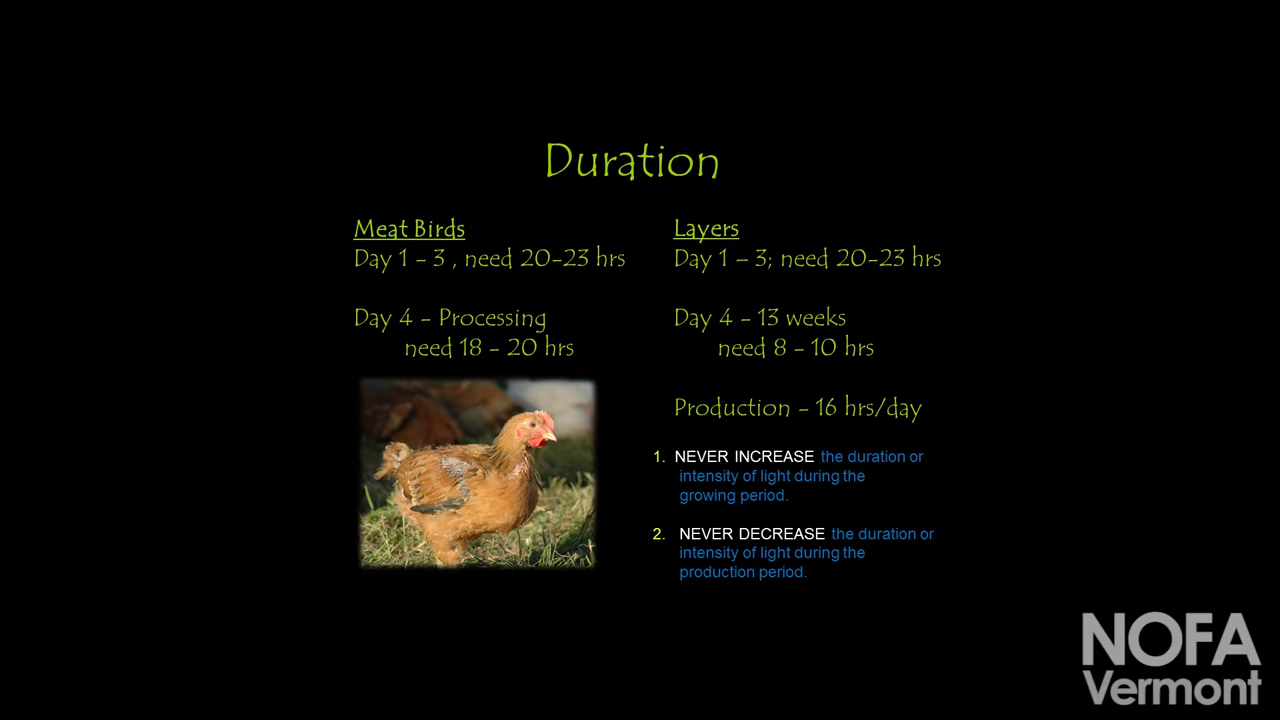 Duration
Meat Birds
Day 1 - 3 , need 20-23 hrs
Day 4 - Processing
need 18 - 20 hrs
Layers
Day 1 – 3; need 20-23 hrs
Day 4 - 13 weeks
need 8 - 10 hrs
Production - 16 hrs/day
1. NEVER INCREASE the duration or
intensity of light during the
growing period.
2. NEVER DECREASE the duration or
intensity of light during the
production period.
NOFA
Vermont